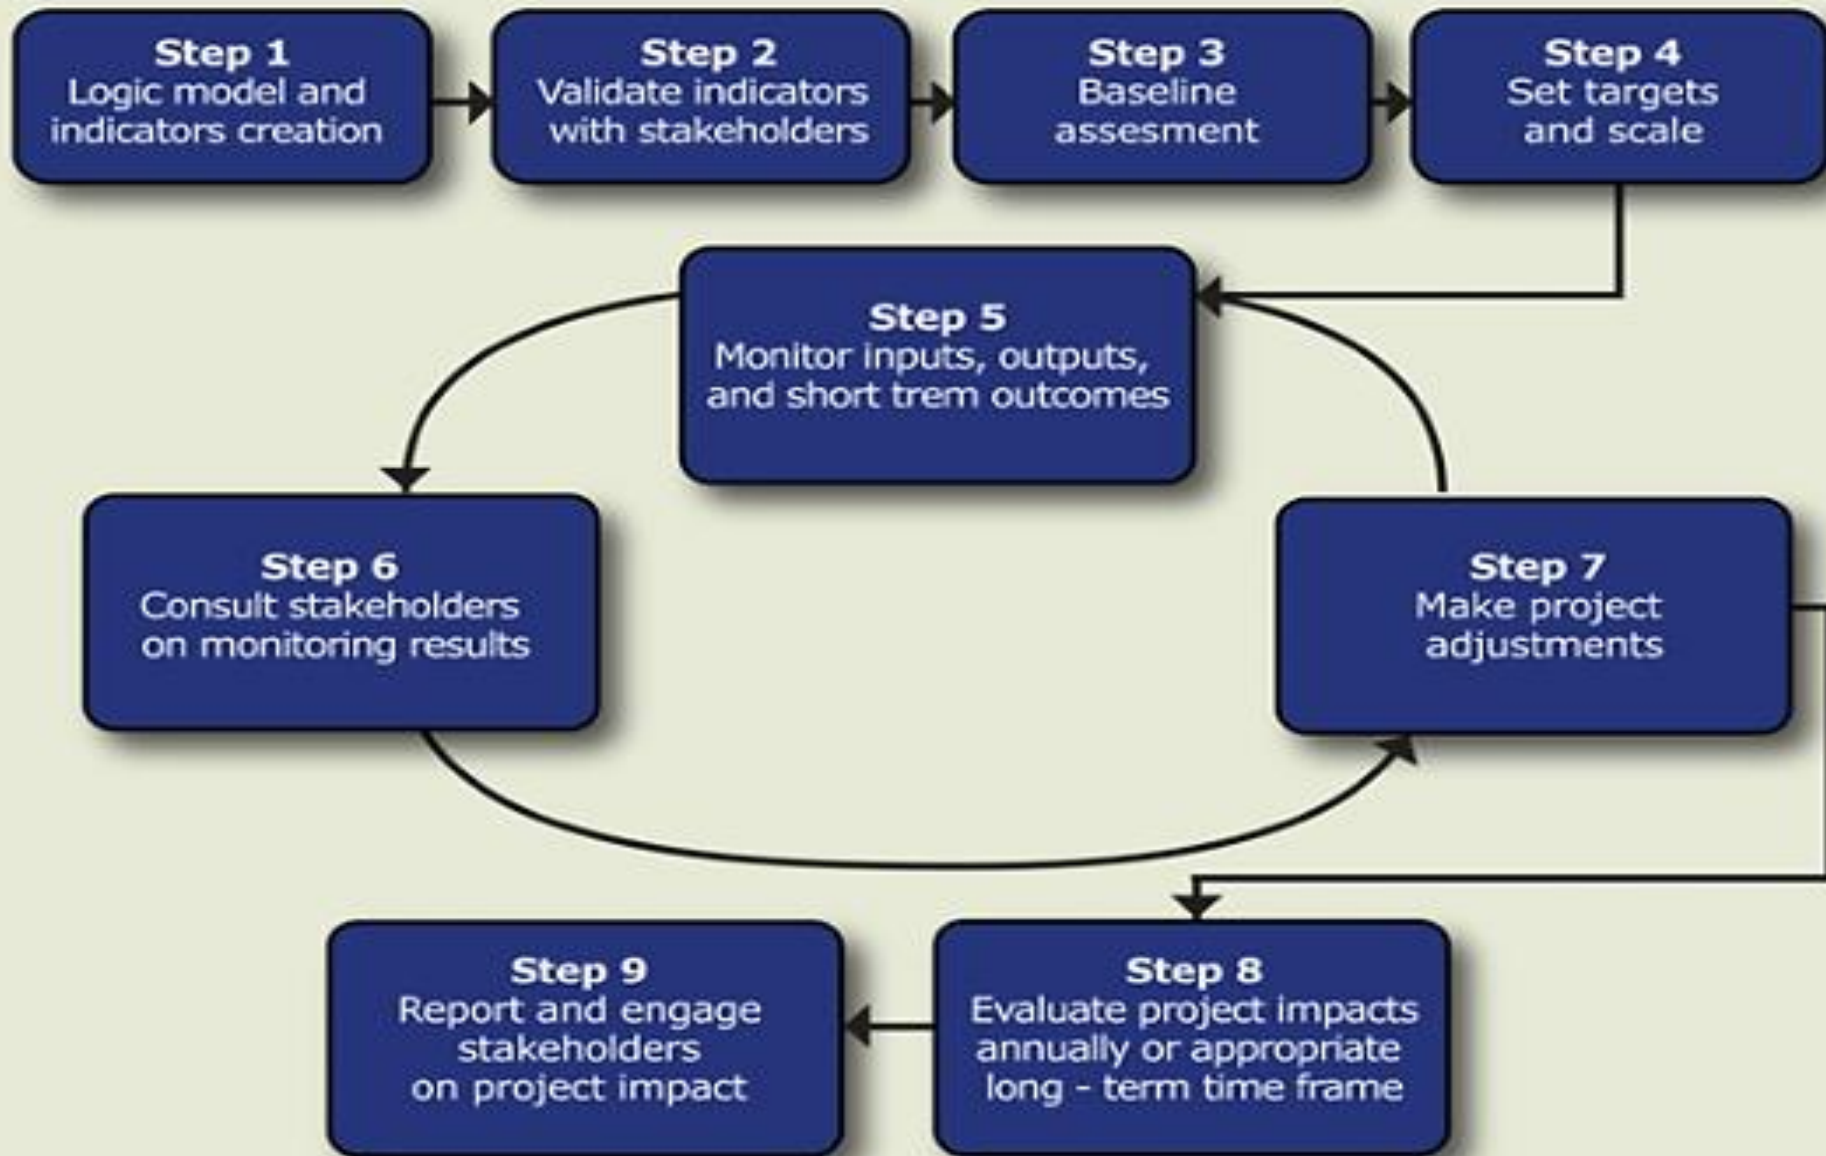 Step 1
Logic model and
indicators creation
Step 2
Validate indicators
with stakeholders
Step 3
Baseline
assesment
Step 4
Set targets
and scale
Step 5
Monitor inputs, outputs,
and short trem outcomes
Step 6
Consult stakeholders
on monitoring results
Step 7
Make project
adjustments
Step 9
Report and engage
stakeholders
on project impact
Step 8
Evaluate project impacts
annually or appropriate
long - term time frame